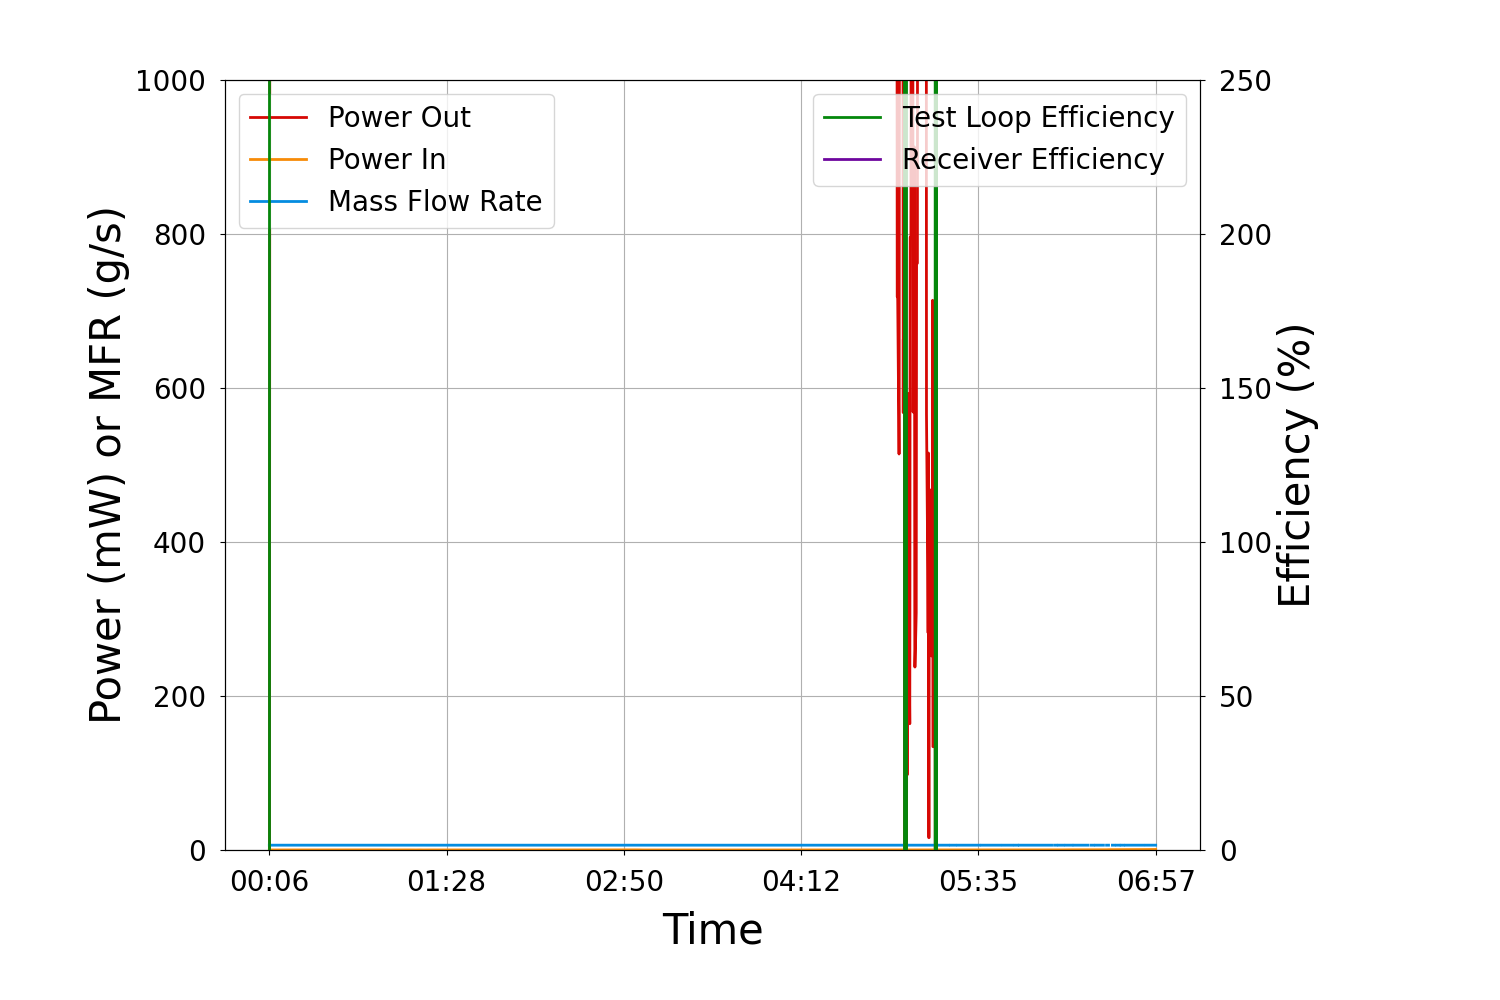 Power Out
Power In
Mass Flow Rate
Test Loop Efficiency
Receiver Efficiency
1000
800
600
400
200
0
Power (mW) or MFR (g/s)
250
200
150
100
50
0
Efficiency (%)
00:06 01:28 02:50 04:12 05:35 06:57
Time